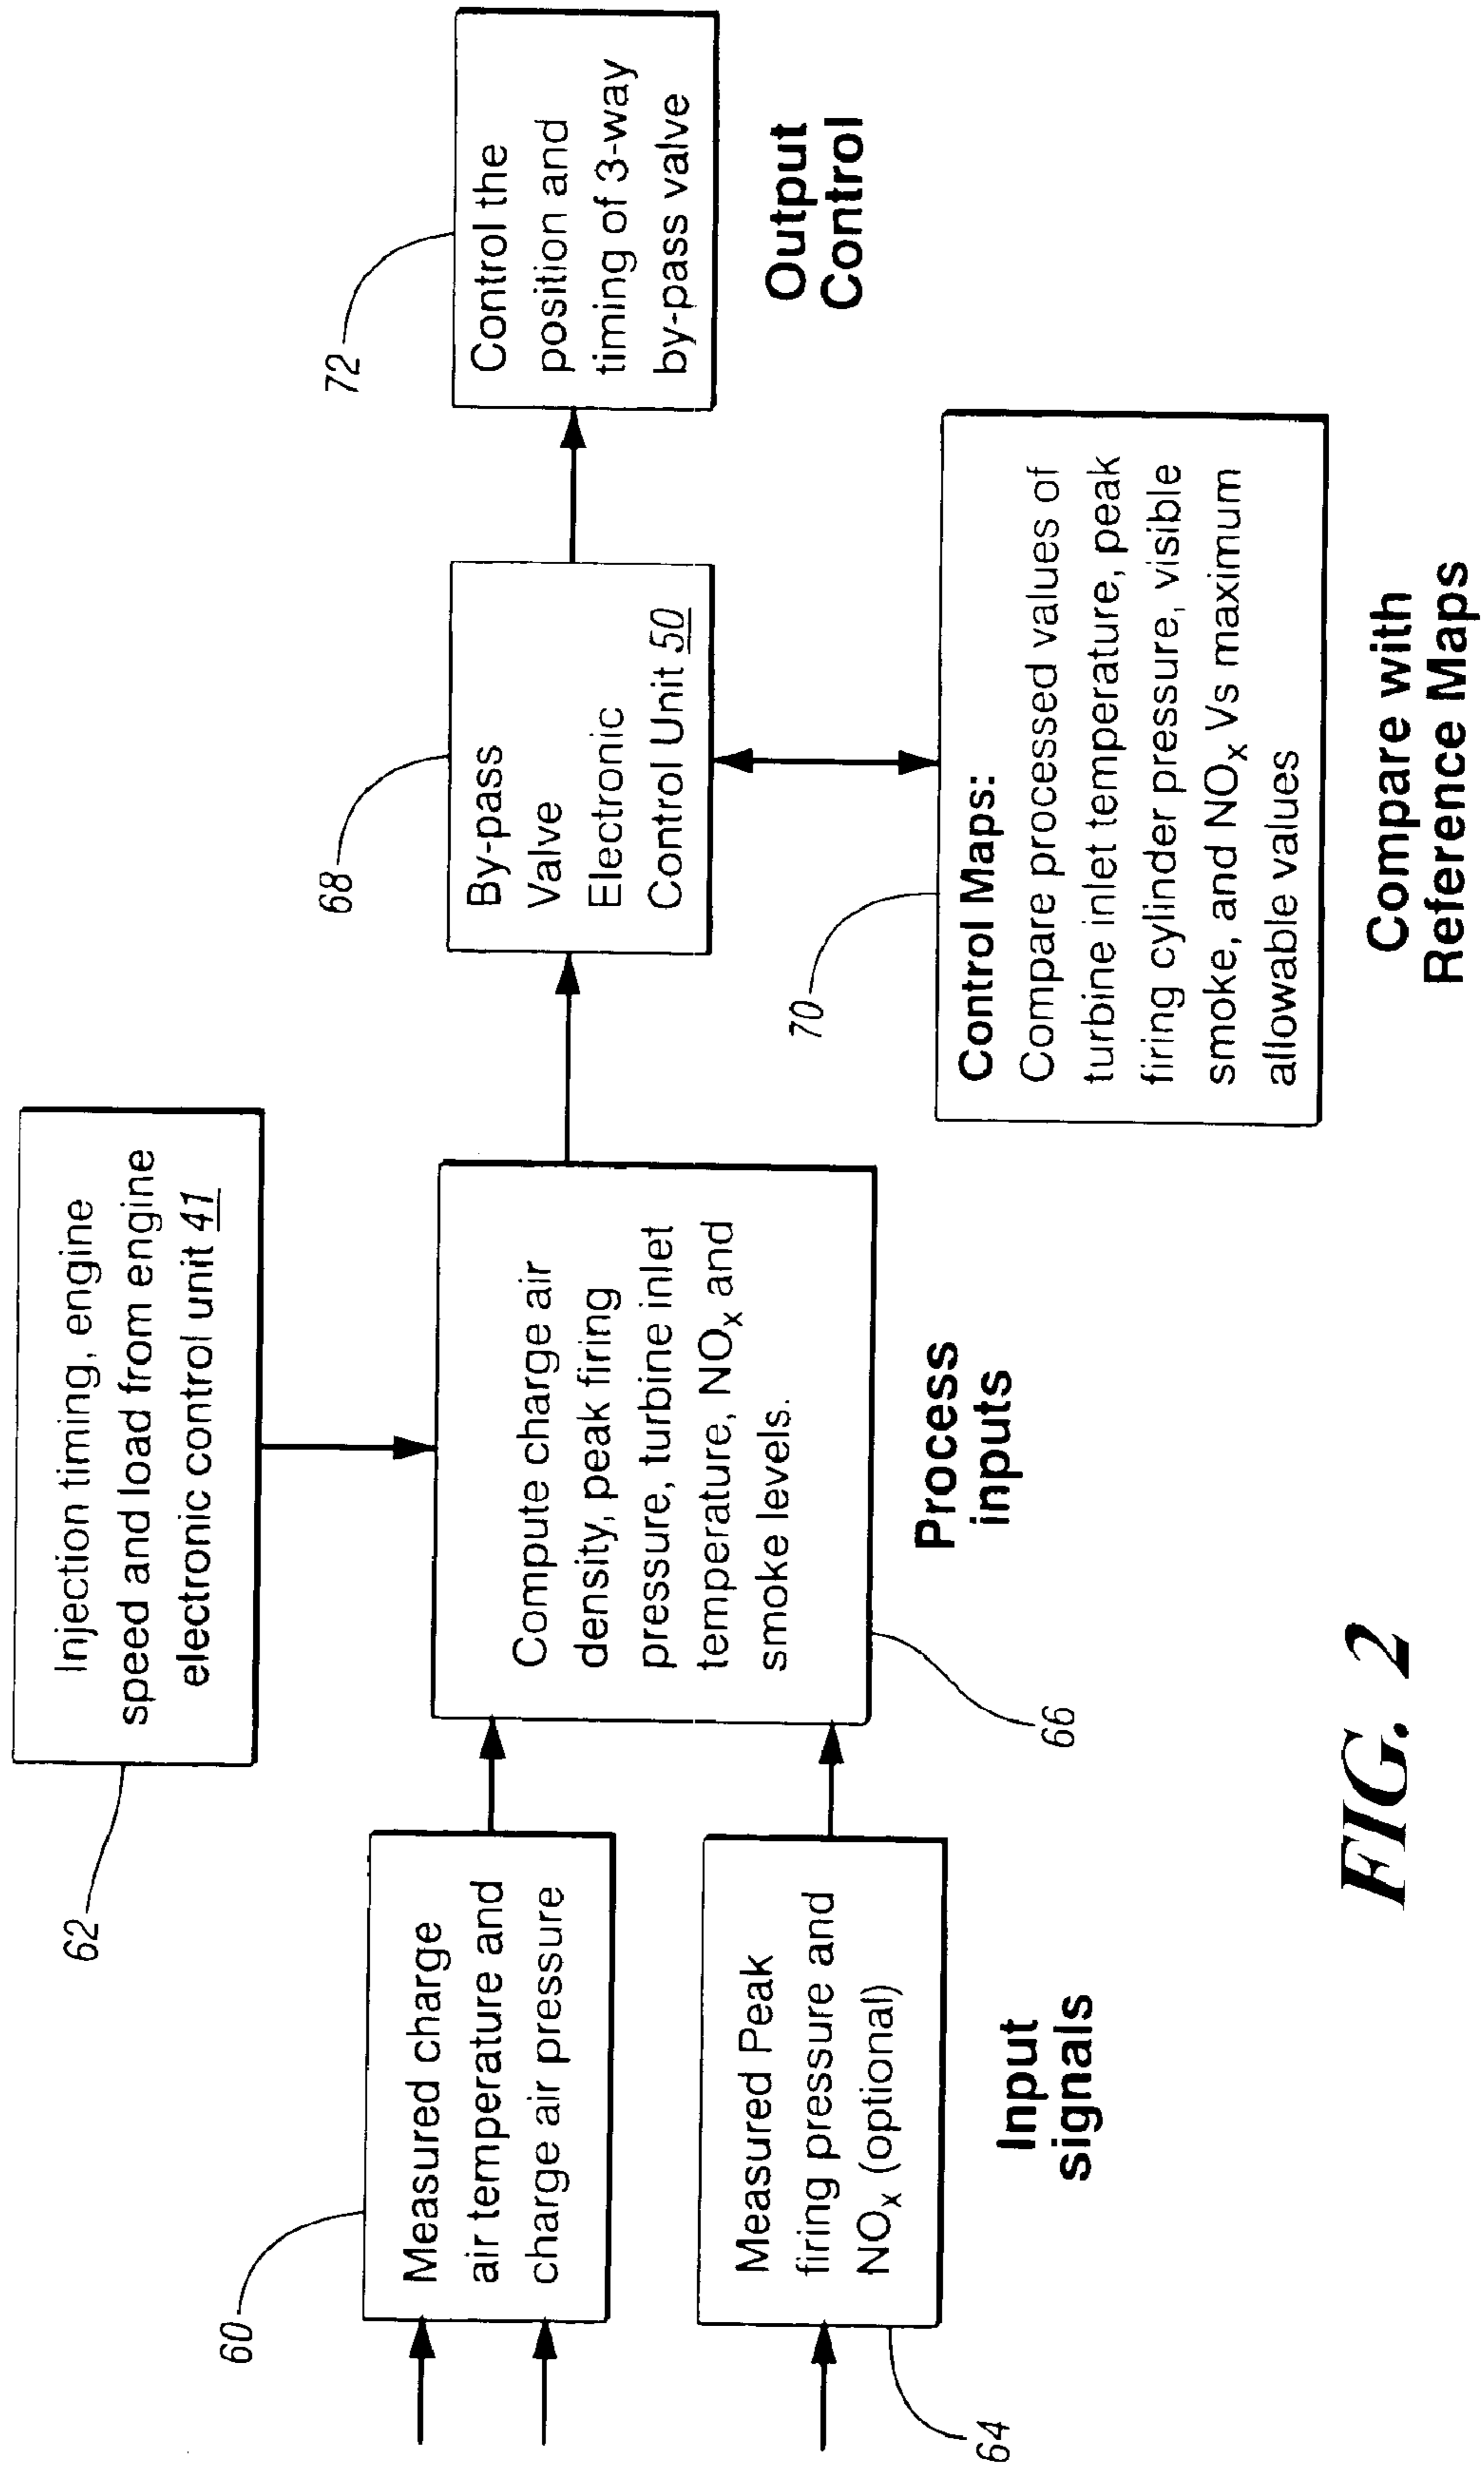 62
Injection timing, engine
speed and load from engine
electronic control unit 41
60
Measured charge
air temperature and
charge air pressure
64
Measured Peak
firing pressure and
NOx (optional)
Input
signals
66
Compute charge air
density, peak firing
pressure, turbine inlet
temperature, NOx and
smoke levels.
Process
inputs
68
By-pass
Valve
Electronic
Control Unit 50
70
Control Maps:
Compare processed values of
turbine inlet temperature, peak
firing cylinder pressure, visible
smoke, and NOx Vs maximum
allowable values
Compare with
Reference Maps
72
Control the
position and
timing of 3-way
by-pass valve
Output
Control
FIG. 2